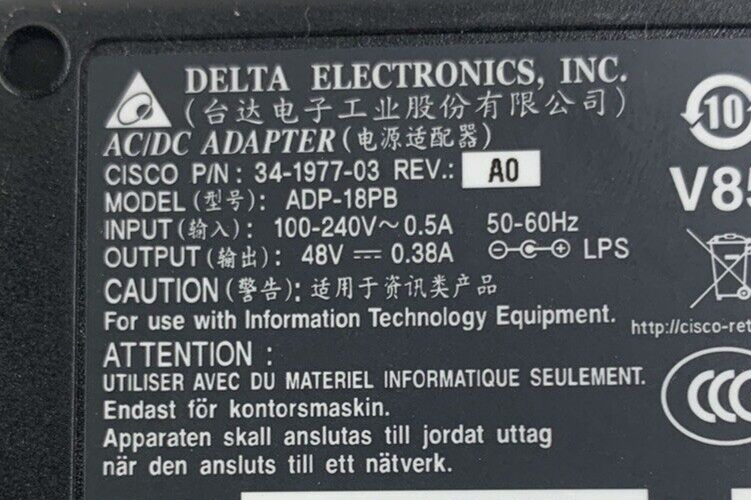 DELTA ELECTRONICS, INC.
(台达电子工业股份有限公司)
AC/DC ADAPTER (电源适配器)
CISCO P/N: 34-1977-03 REV.: A0
MODEL (型号): ADP-18PB
INPUT (输入): 100-240V~0.5A 50-60Hz
OUTPUT (输出): 48V ⎓ 0.38A LPS
CAUTION (警告): 适用于资讯类产品
For use with Information Technology Equipment.
ATTENTION :
UTILISER AVEC DU MATERIEL INFORMATIQUE SEULEMENT.
Endast för kontorsmaskin.
Apparaten skall anslutas till jordat uttag
när den ansluts till ett nätverk.
10
V85
http://cisco-ret
CCC